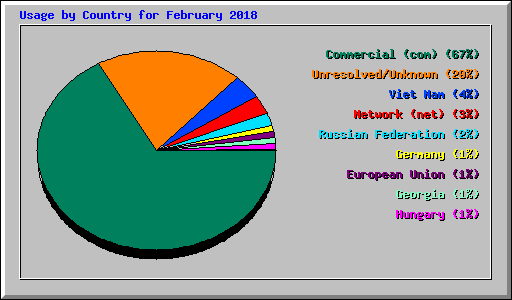 Usage by Country for February 2018
Commercial (com) (67%)
Unresolved/Unknown (20%)
Viet Nam (4%)
Network (net) (3%)
Russian Federation (2%)
Germany (1%)
European Union (1%)
Georgia (1%)
Hungary (1%)